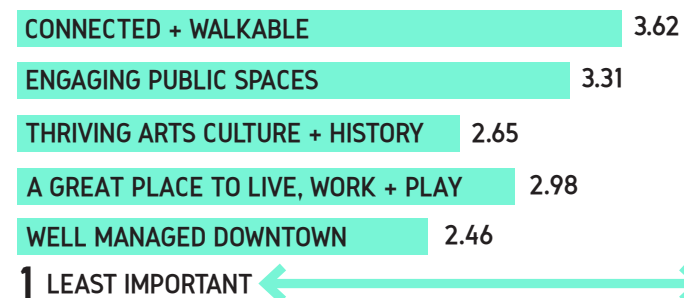 CONNECTED + WALKABLE 3.62
ENGAGING PUBLIC SPACES 3.31
THRIVING ARTS CULTURE + HISTORY 2.65
A GREAT PLACE TO LIVE, WORK + PLAY 2.98
WELL MANAGED DOWNTOWN 2.46
1 LEAST IMPORTANT